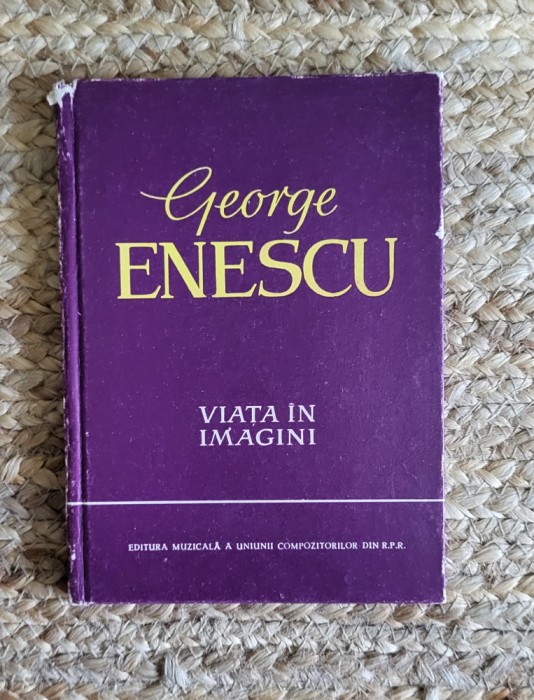 George
ENESCU
VIAȚA ÎN
IMAGINI
EDITURA MUZICALĂ A UNIUNII COMPOZITORILOR DIN R.P.R.